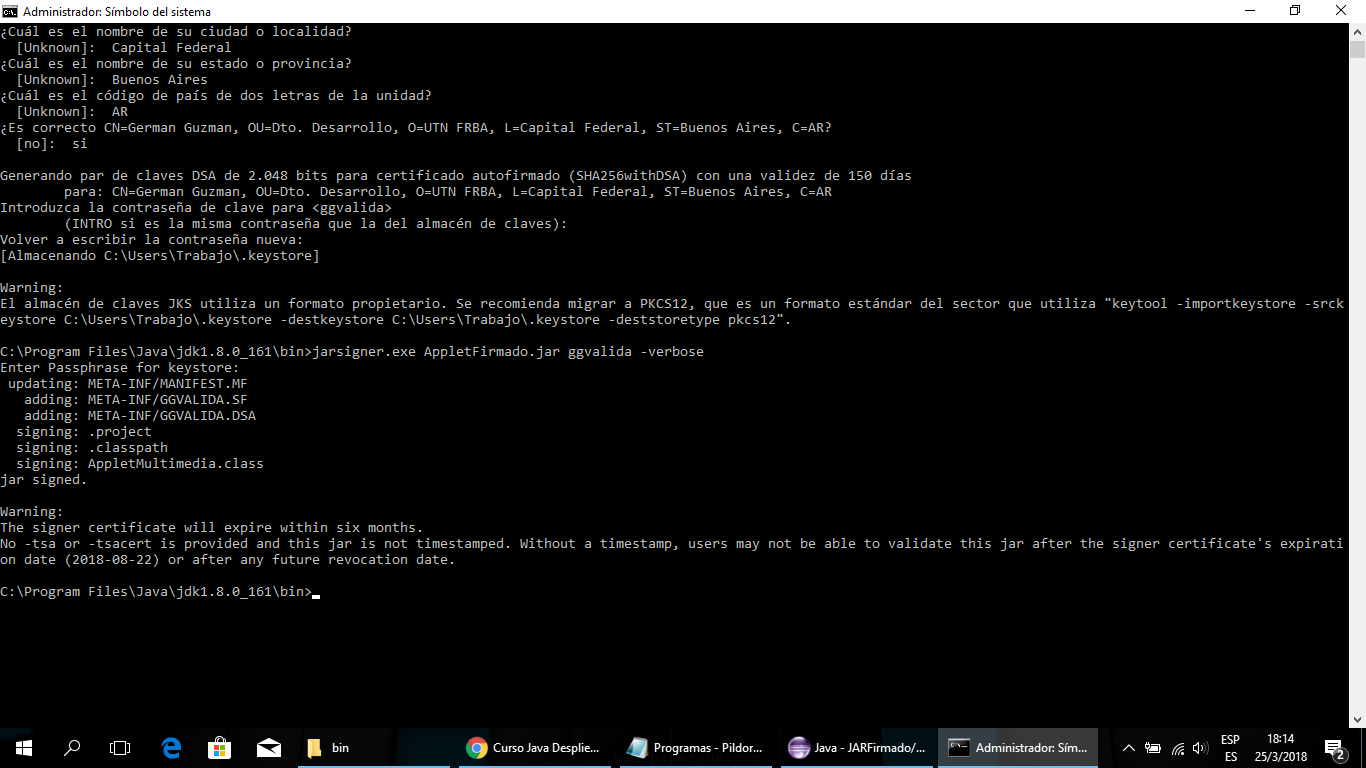 Administrador: Símbolo del sistema
¿Cuál es el nombre de su ciudad o localidad?
  [Unknown]:  Capital Federal
¿Cuál es el nombre de su estado o provincia?
  [Unknown]:  Buenos Aires
¿Cuál es el código de país de dos letras de la unidad?
  [Unknown]:  AR
¿Es correcto CN=German Guzman, OU=Dto. Desarrollo, O=UTN FRBA, L=Capital Federal, ST=Buenos Aires, C=AR?
  [no]:  si
Generando par de claves DSA de 2.048 bits para certificado autofirmado (SHA256withDSA) con una validez de 150 días
        para: CN=German Guzman, OU=Dto. Desarrollo, O=UTN FRBA, L=Capital Federal, ST=Buenos Aires, C=AR
Introduzca la contraseña de clave para <ggvalida>
        (INTRO si es la misma contraseña que la del almacén de claves):
Volver a escribir la contraseña nueva:
[Almacenando C:\Users\Trabajo\.keystore]
Warning:
El almacén de claves JKS utiliza un formato propietario. Se recomienda migrar a PKCS12, que es un formato estándar del sector que utiliza "keytool -importkeystore -srck
eystore C:\Users\Trabajo\.keystore -destkeystore C:\Users\Trabajo\.keystore -deststoretype pkcs12".
C:\Program Files\Java\jdk1.8.0_161\bin>jarsigner.exe AppletFirmado.jar ggvalida -verbose
Enter Passphrase for keystore:
 updating: META-INF/MANIFEST.MF
   adding: META-INF/GGVALIDA.SF
   adding: META-INF/GGVALIDA.DSA
  signing: .project
  signing: .classpath
  signing: AppletMultimedia.class
jar signed.
Warning:
The signer certificate will expire within six months.
No -tsa or -tsacert is provided and this jar is not timestamped. Without a timestamp, users may not be able to validate this jar after the signer certificate's expirati
on date (2018-08-22) or after any future revocation date.
C:\Program Files\Java\jdk1.8.0_161\bin>
bin
Curso Java Desplie...
Programas - Pildor...
Java - JARFirmado/...
Administrador: Sím...
ESP
ES
18:14
25/3/2018
2